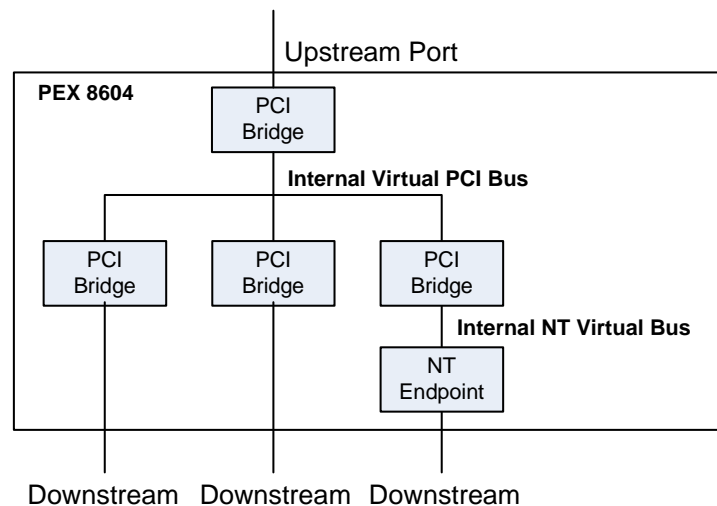 Upstream Port
PEX 8604
PCI
Bridge
Internal Virtual PCI Bus
PCI
Bridge
PCI
Bridge
PCI
Bridge
Internal NT Virtual Bus
NT
Endpoint
Downstream
Downstream
Downstream